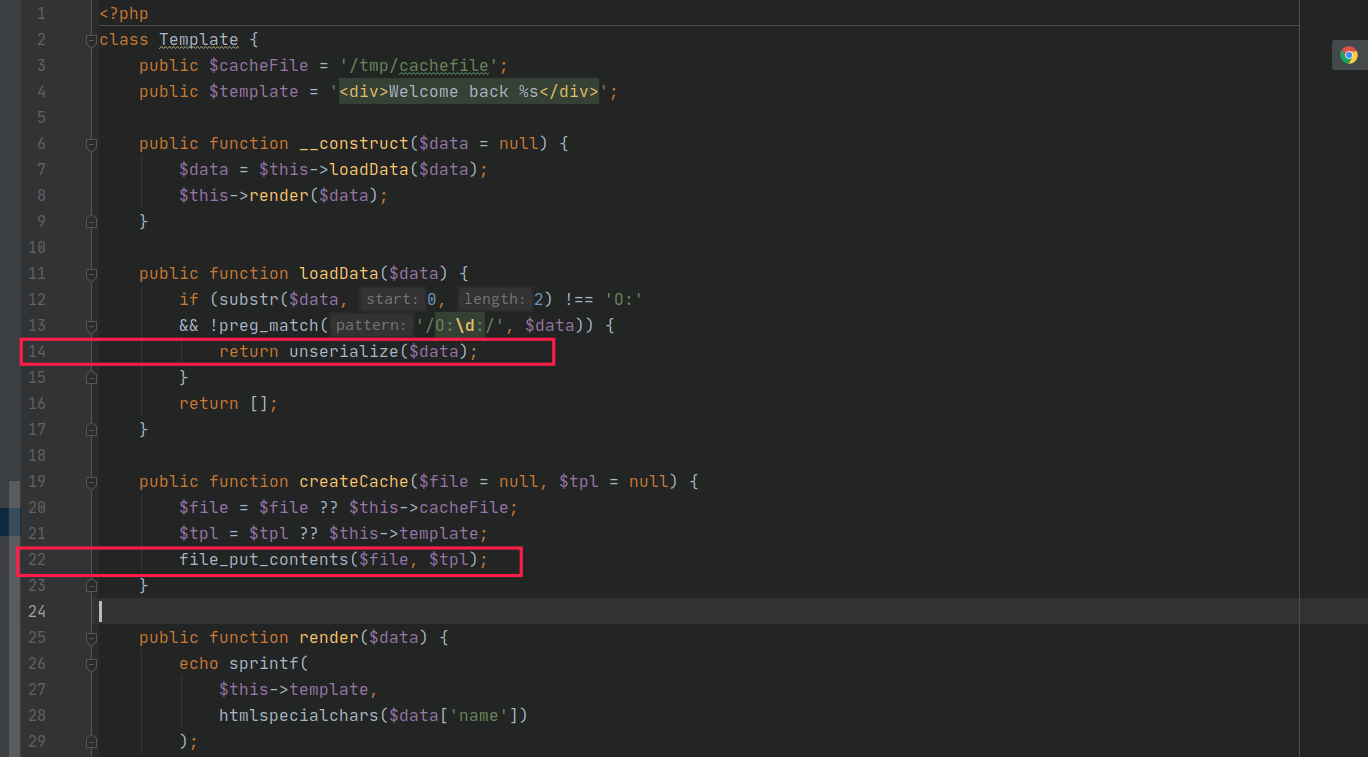 1 <?php
2 class Template {
3 public $cacheFile = '/tmp/cachefile';
4 public $template = '<div>Welcome back %s</div>';
5
6 public function __construct($data = null) {
7 $data = $this->loadData($data);
8 $this->render($data);
9 }
10
11 public function loadData($data) {
12 if (substr($data, start: 0, length: 2) !== 'O:'
13 && !preg_match( pattern: '/O:\d:/', $data)) {
14 return unserialize($data);
15 }
16 return [];
17 }
18
19 public function createCache($file = null, $tpl = null) {
20 $file = $file ?? $this->cacheFile;
21 $tpl = $tpl ?? $this->template;
22 file_put_contents($file, $tpl);
23 }
24
25 public function render($data) {
26 echo sprintf(
27 $this->template,
28 htmlspecialchars($data['name'])
29 );